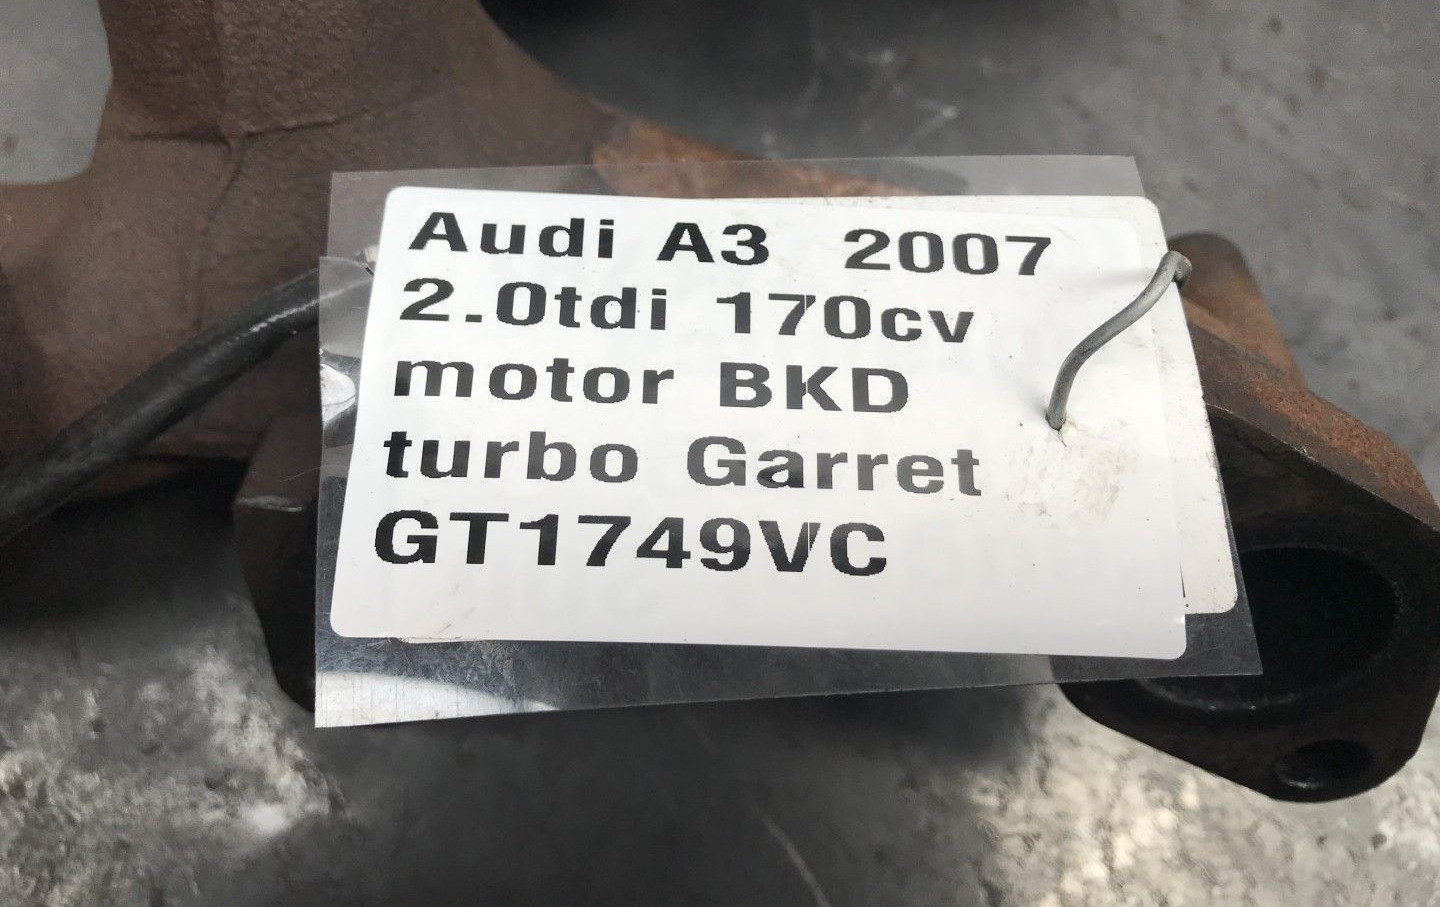 Audi A3 2007
2.0tdi 170cv
motor BKD
turbo Garret
GT1749VC